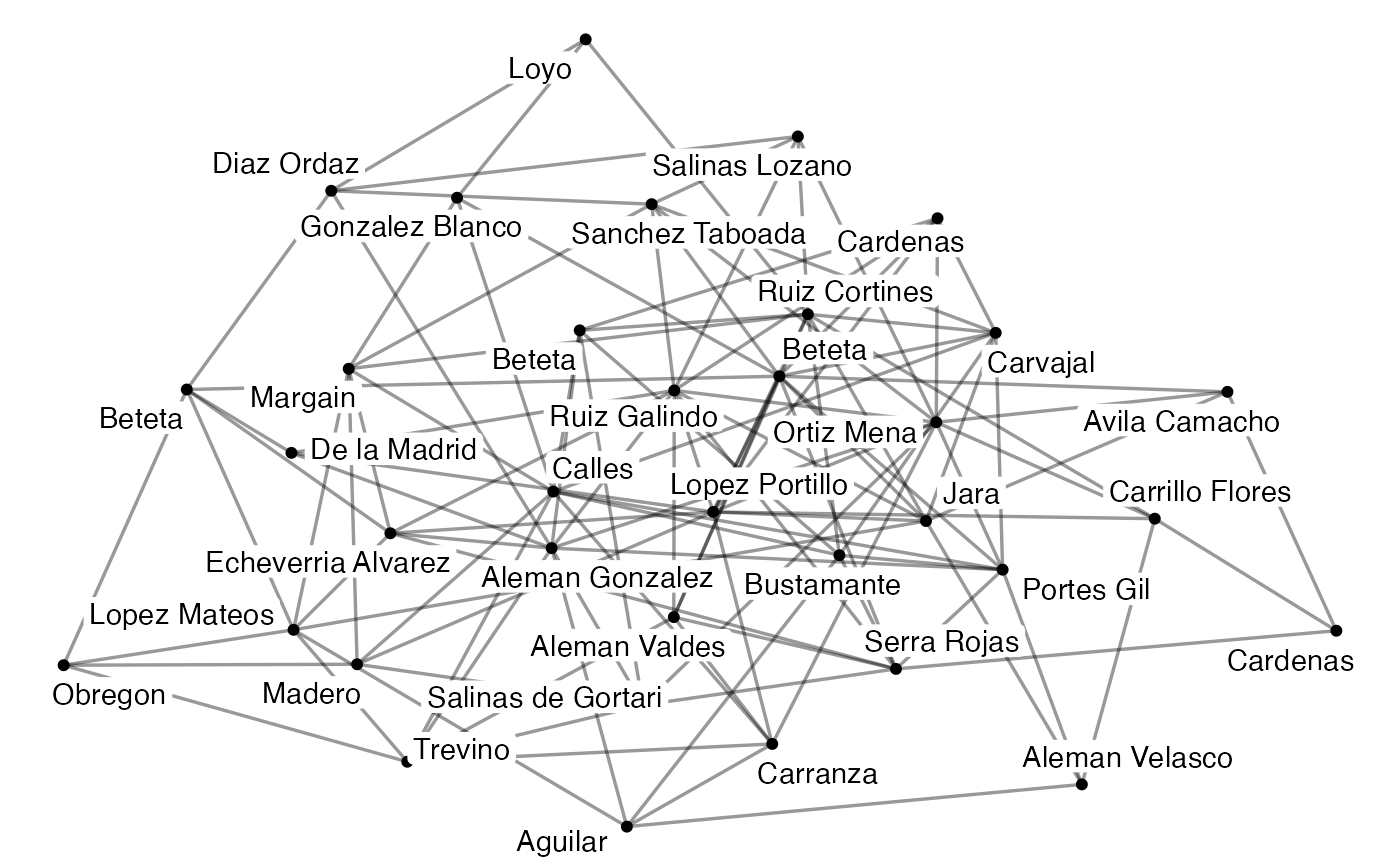 Loyo
Diaz Ordaz
Salinas Lozano
Gonzalez Blanco
Sanchez Taboada
Cardenas
Ruiz Cortines
Beteta
Beteta
Carvajal
Margain
Beteta
Ruiz Galindo
Ortiz Mena
Avila Camacho
De la Madrid
Calles
Lopez Portillo
Jara
Carrillo Flores
Echeverria Alvarez
Aleman Gonzalez
Bustamante
Portes Gil
Lopez Mateos
Aleman Valdes
Serra Rojas
Cardenas
Obregon
Madero
Salinas de Gortari
Trevino
Carranza
Aleman Velasco
Aguilar